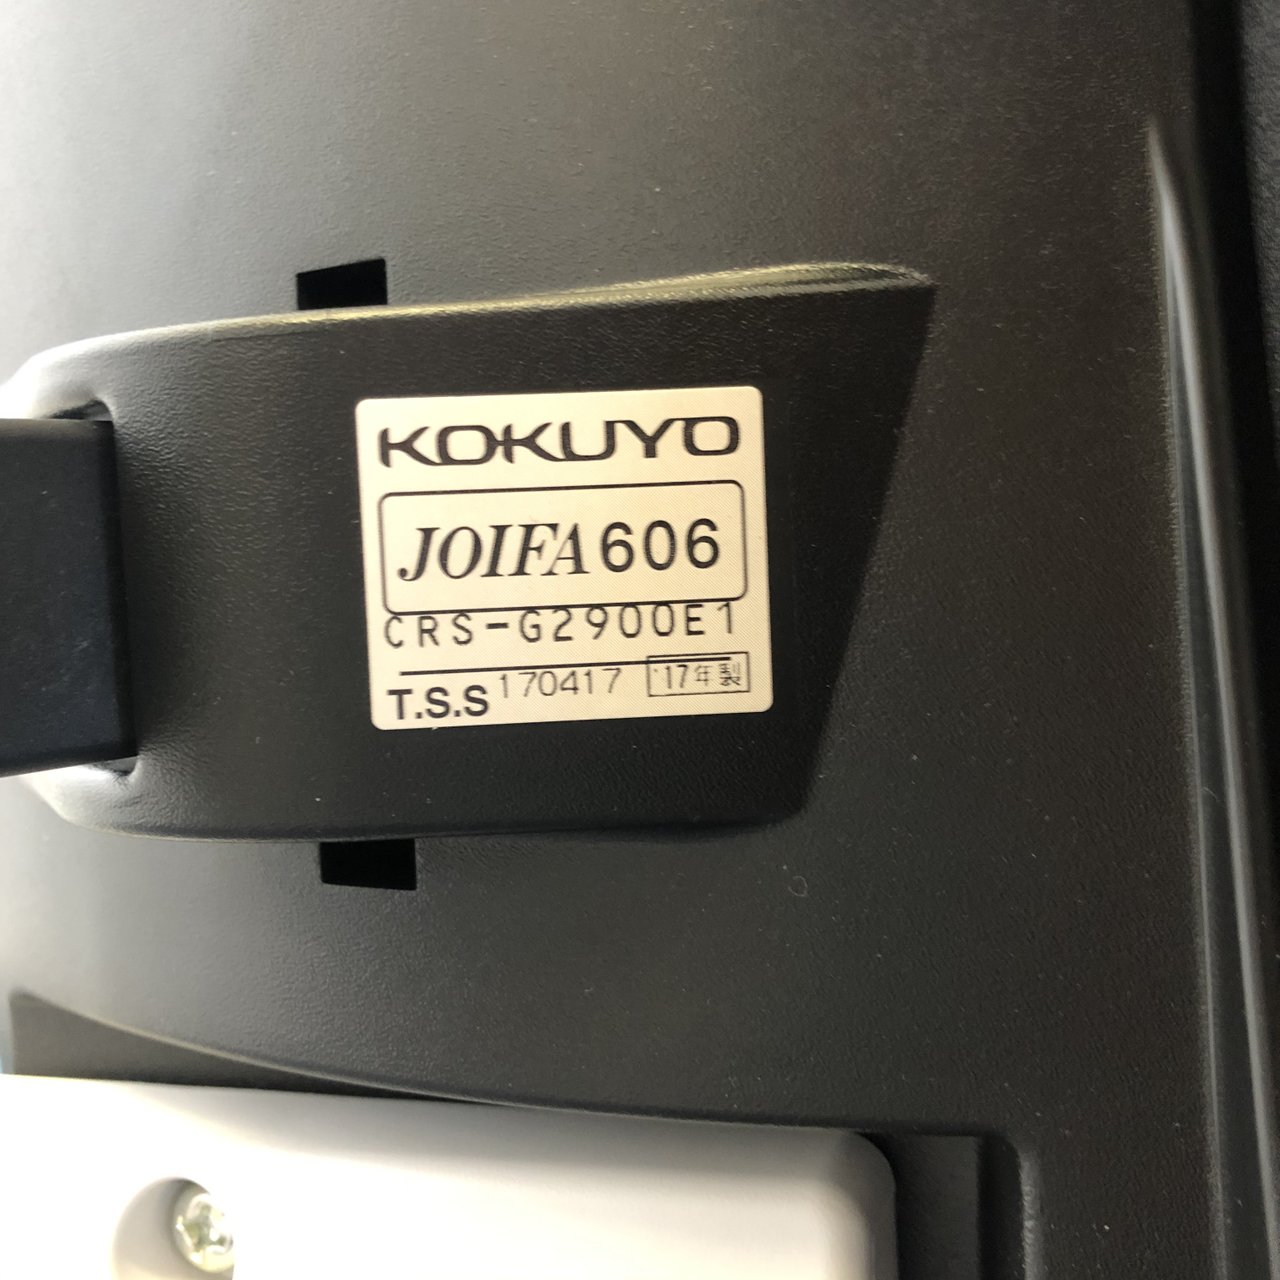 KOKUYO
JOIFA606
CRS-G2900E1
T.S.S 170417 '17年製